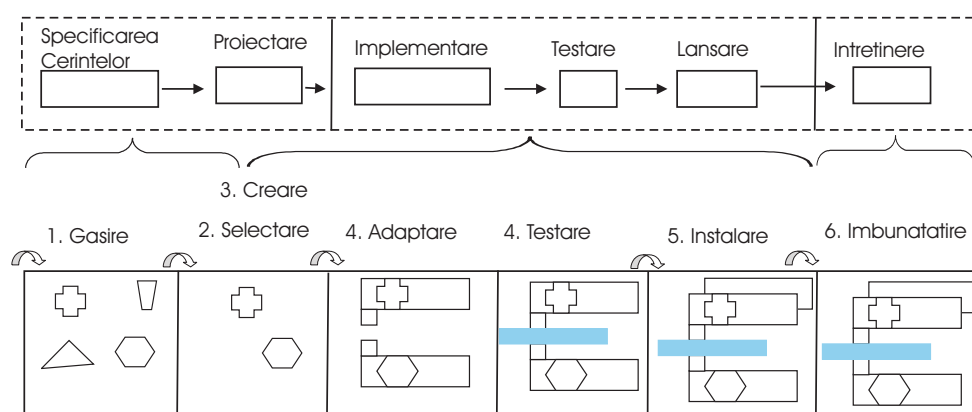 Specificarea
Cerintelor
Proiectare
Implementare
Testare
Lansare
Intretinere
3. Creare
1. Gasire
2. Selectare
4. Adaptare
4. Testare
5. Instalare
6. Imbunatatire